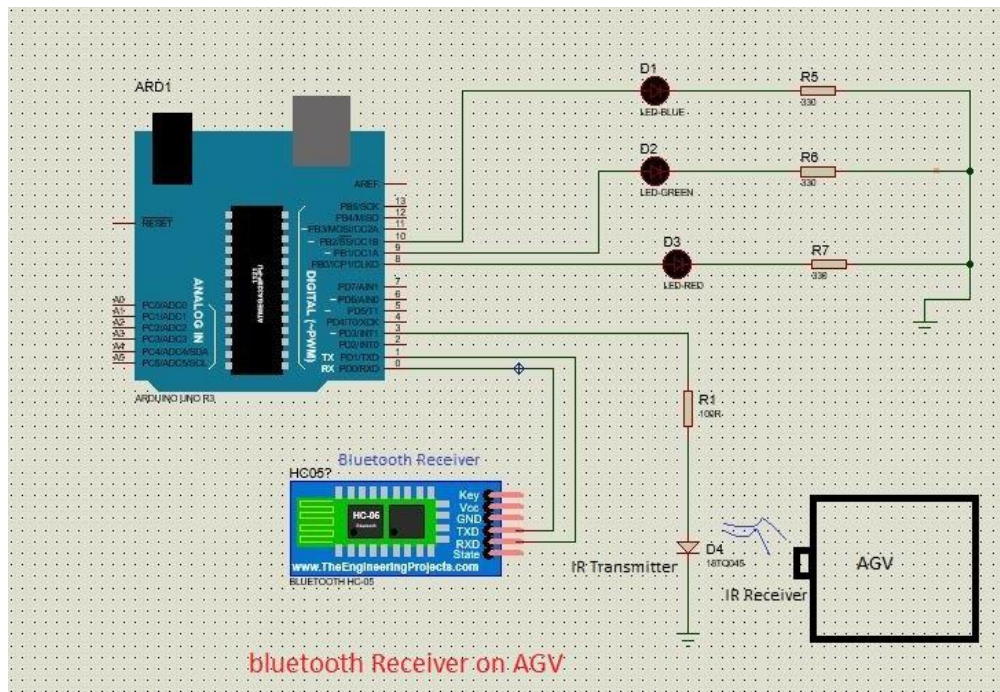 ARD1
ARDUINO UNO R3
RESET
AREF
PB5/SCK 13
PB4/MISO 12
~ PB3/MOSI/OC2A 11
~ PB2/SS/OC1B 10
~ PB1/OC1A 9
PB0/ICP1/CLKO 8
PD7/AIN1 7
~ PD6/AIN0 6
~ PD5/T1 5
PD4/T0/XCK 4
~ PD3/INT1 3
PD2/INT0 2
TX PD1/TXD 1
RX PD0/RXD 0
DIGITAL (~PWM)
ANALOG IN
A0 PC0/ADC0
A1 PC1/ADC1
A2 PC2/ADC2
A3 PC3/ADC3
A4 PC4/ADC4/SDA
A5 PC5/ADC5/SCL
D1
LED-BLUE
R5
330
D2
LED-GREEN
R6
330
D3
LED-RED
R7
R1
100R
Bluetooth Receiver
HC05?
HC-06
Bluetooth
Key
Vcc
GND
TXD
RXD
State
www.TheEngineeringProjects.com
BLUETOOTH HC-05
IR Transmitter
D4
18TQ045
IR Receiver
AGV
bluetooth Receiver on AGV